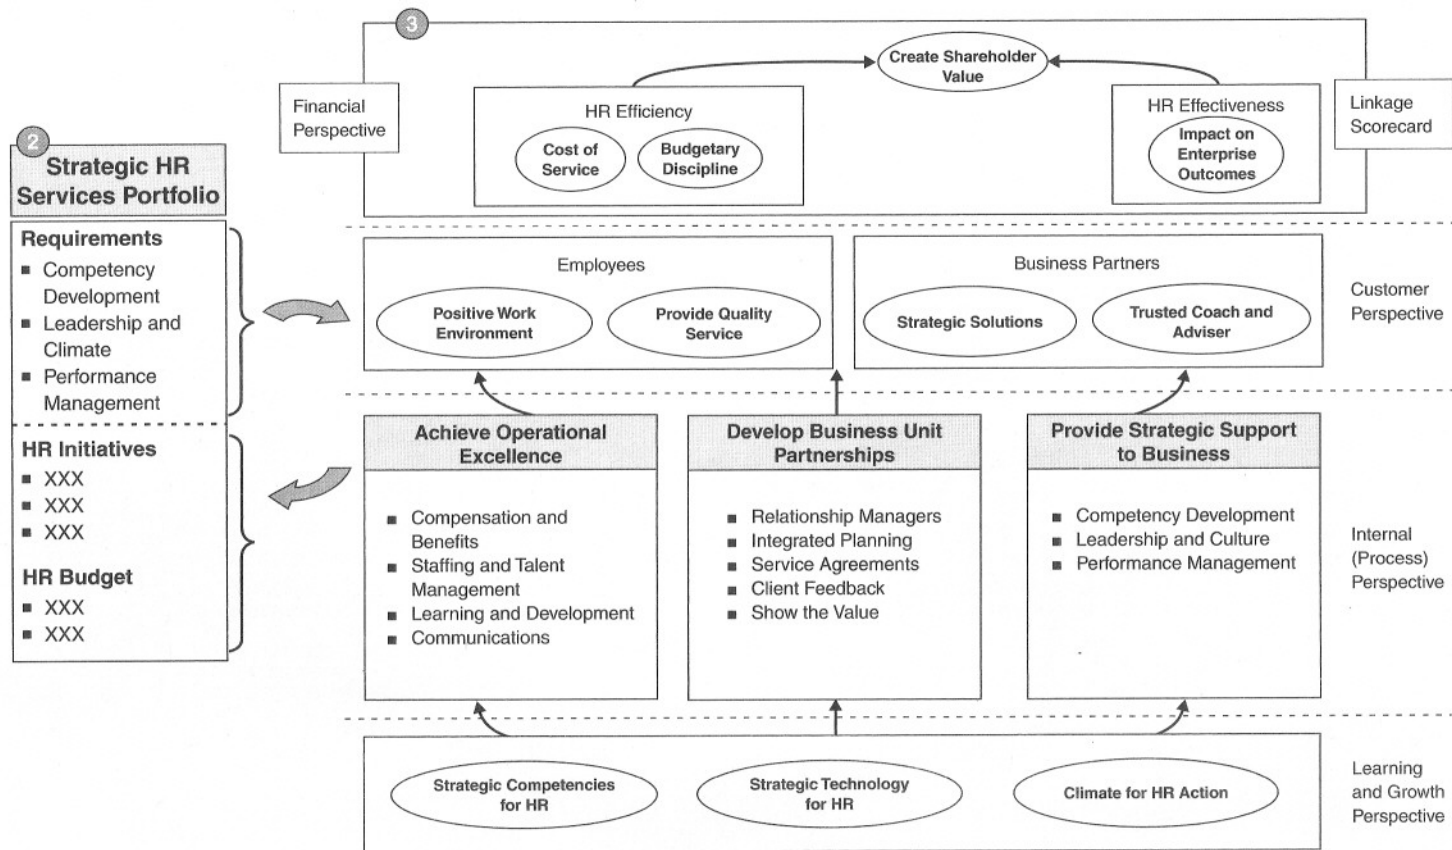 3
Create Shareholder
Value
Financial
Perspective
HR Efficiency
Cost of
Service
Budgetary
Discipline
HR Effectiveness
Impact on
Enterprise
Outcomes
Linkage
Scorecard
2
Strategic HR
Services Portfolio
Requirements
■ Competency
Development
■ Leadership and
Climate
■ Performance
Management
HR Initiatives
■ XXX
■ XXX
■ XXX
HR Budget
■ XXX
■ XXX
Employees
Positive Work
Environment
Provide Quality
Service
Business Partners
Strategic Solutions
Trusted Coach and
Adviser
Customer
Perspective
Achieve Operational
Excellence
■ Compensation and
Benefits
■ Staffing and Talent
Management
■ Learning and Development
■ Communications
Develop Business Unit
Partnerships
■ Relationship Managers
■ Integrated Planning
■ Service Agreements
■ Client Feedback
■ Show the Value
Provide Strategic Support
to Business
■ Competency Development
■ Leadership and Culture
■ Performance Management
Internal
(Process)
Perspective
Strategic Competencies
for HR
Strategic Technology
for HR
Climate for HR Action
Learning
and Growth
Perspective